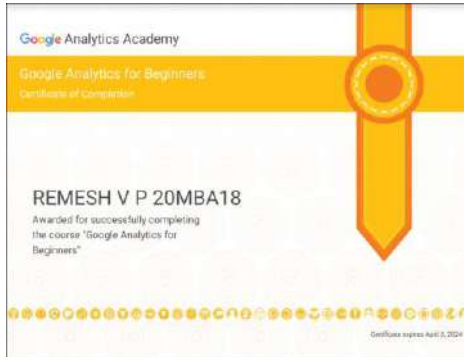 Google Analytics Academy
Google Analytics for Beginners
Certificate of Completion
REMESH V P 20MBA18
Awarded for successfully completing
the course "Google Analytics for
Beginners"
Certificate expires April 3, 2024